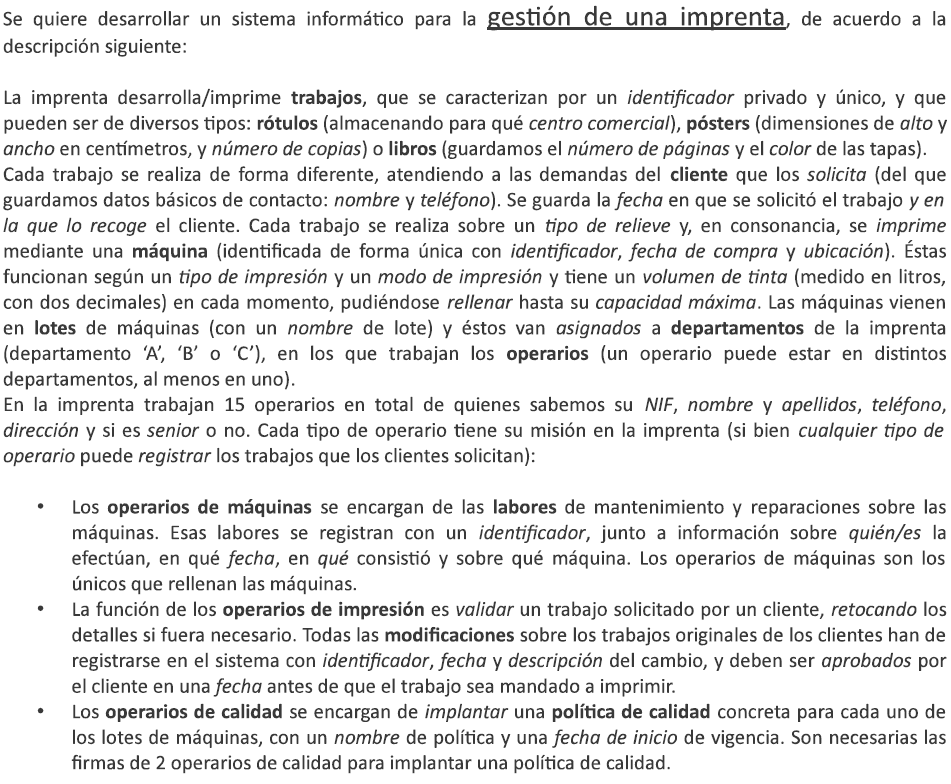 Se quiere desarrollar un sistema informático para la gestión de una imprenta, de acuerdo a la
descripción siguiente:
La imprenta desarrolla/imprime trabajos, que se caracterizan por un identificador privado y único, y que
pueden ser de diversos tipos: rótulos (almacenando para qué centro comercial), pósters (dimensiones de alto y
ancho en centímetros, y número de copias) o libros (guardamos el número de páginas y el color de las tapas).
Cada trabajo se realiza de forma diferente, atendiendo a las demandas del cliente que los solicita (del que
guardamos datos básicos de contacto: nombre y teléfono). Se guarda la fecha en que se solicitó el trabajo y en
la que lo recoge el cliente. Cada trabajo se realiza sobre un tipo de relieve y, en consonancia, se imprime
mediante una máquina (identificada de forma única con identificador, fecha de compra y ubicación). Éstas
funcionan según un tipo de impresión y un modo de impresión y tiene un volumen de tinta (medido en litros,
con dos decimales) en cada momento, pudiéndose rellenar hasta su capacidad máxima. Las máquinas vienen
en lotes de máquinas (con un nombre de lote) y éstos van asignados a departamentos de la imprenta
(departamento ‘A’, ‘B’ o ‘C’), en los que trabajan los operarios (un operario puede estar en distintos
departamentos, al menos en uno).
En la imprenta trabajan 15 operarios en total de quienes sabemos su NIF, nombre y apellidos, teléfono,
dirección y si es senior o no. Cada tipo de operario tiene su misión en la imprenta (si bien cualquier tipo de
operario puede registrar los trabajos que los clientes solicitan):
• Los operarios de máquinas se encargan de las labores de mantenimiento y reparaciones sobre las
máquinas. Esas labores se registran con un identificador, junto a información sobre quién/es la
efectúan, en qué fecha, en qué consistió y sobre qué máquina. Los operarios de máquinas son los
únicos que rellenan las máquinas.
• La función de los operarios de impresión es validar un trabajo solicitado por un cliente, retocando los
detalles si fuera necesario. Todas las modificaciones sobre los trabajos originales de los clientes han de
registrarse en el sistema con identificador, fecha y descripción del cambio, y deben ser aprobados por
el cliente en una fecha antes de que el trabajo sea mandado a imprimir.
• Los operarios de calidad se encargan de implantar una política de calidad concreta para cada uno de
los lotes de máquinas, con un nombre de política y una fecha de inicio de vigencia. Son necesarias las
firmas de 2 operarios de calidad para implantar una política de calidad.